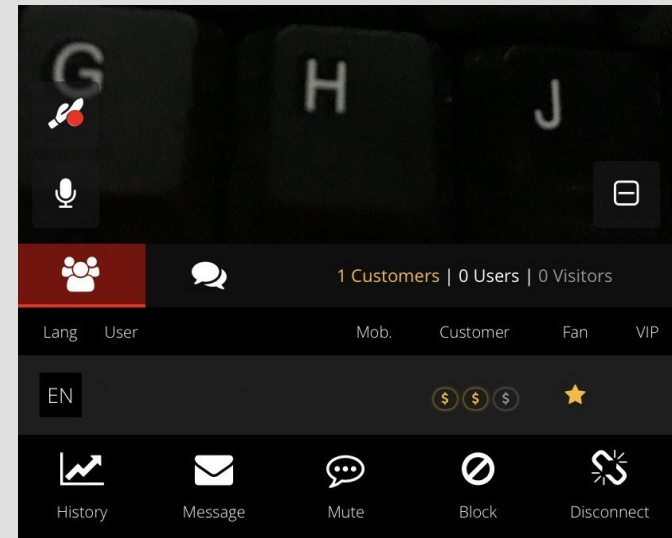 G H J
1 Customers | 0 Users | 0 Visitors
Lang User Mob. Customer Fan VIP
EN $ $ $
History Message Mute Block Disconnect